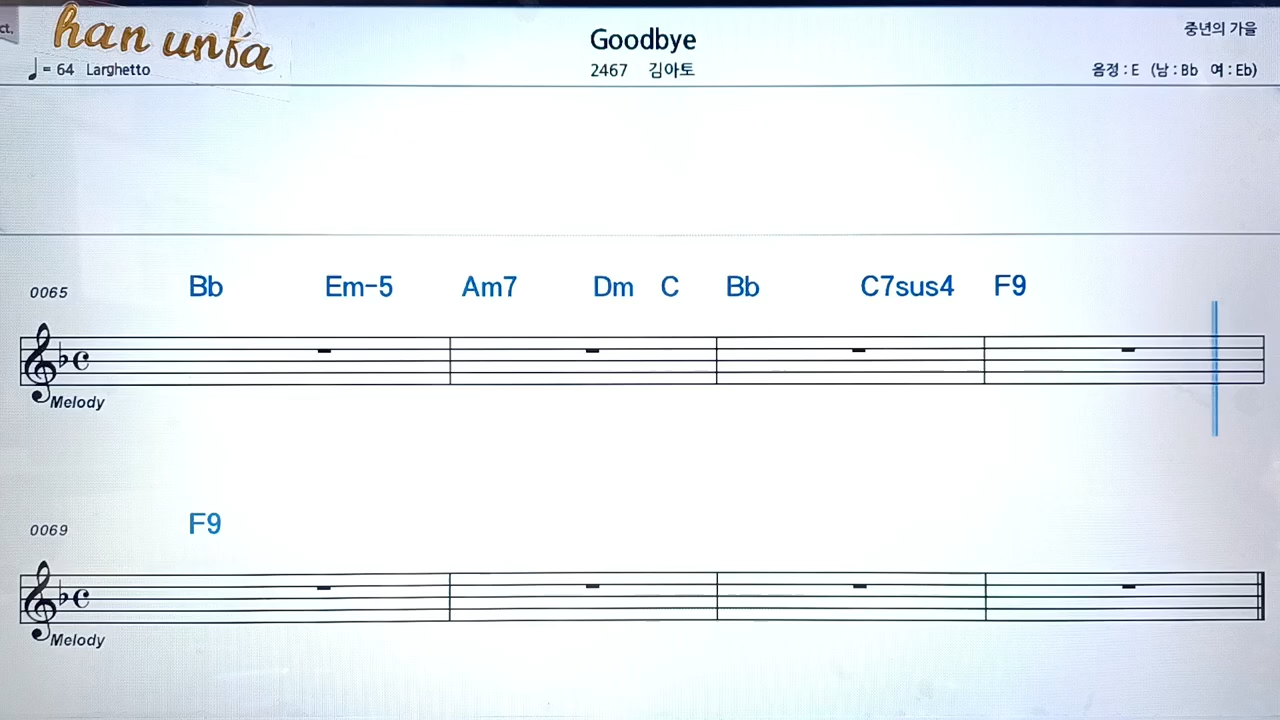 ct.
han unfa
Goodbye
중년의 가을
= 64 Larghetto
2467 김아토
음정 : E (남 : Bb 여 : Eb)
0065
Bb Em-5 Am7 Dm C Bb C7sus4 F9
Melody
0069
F9
Melody